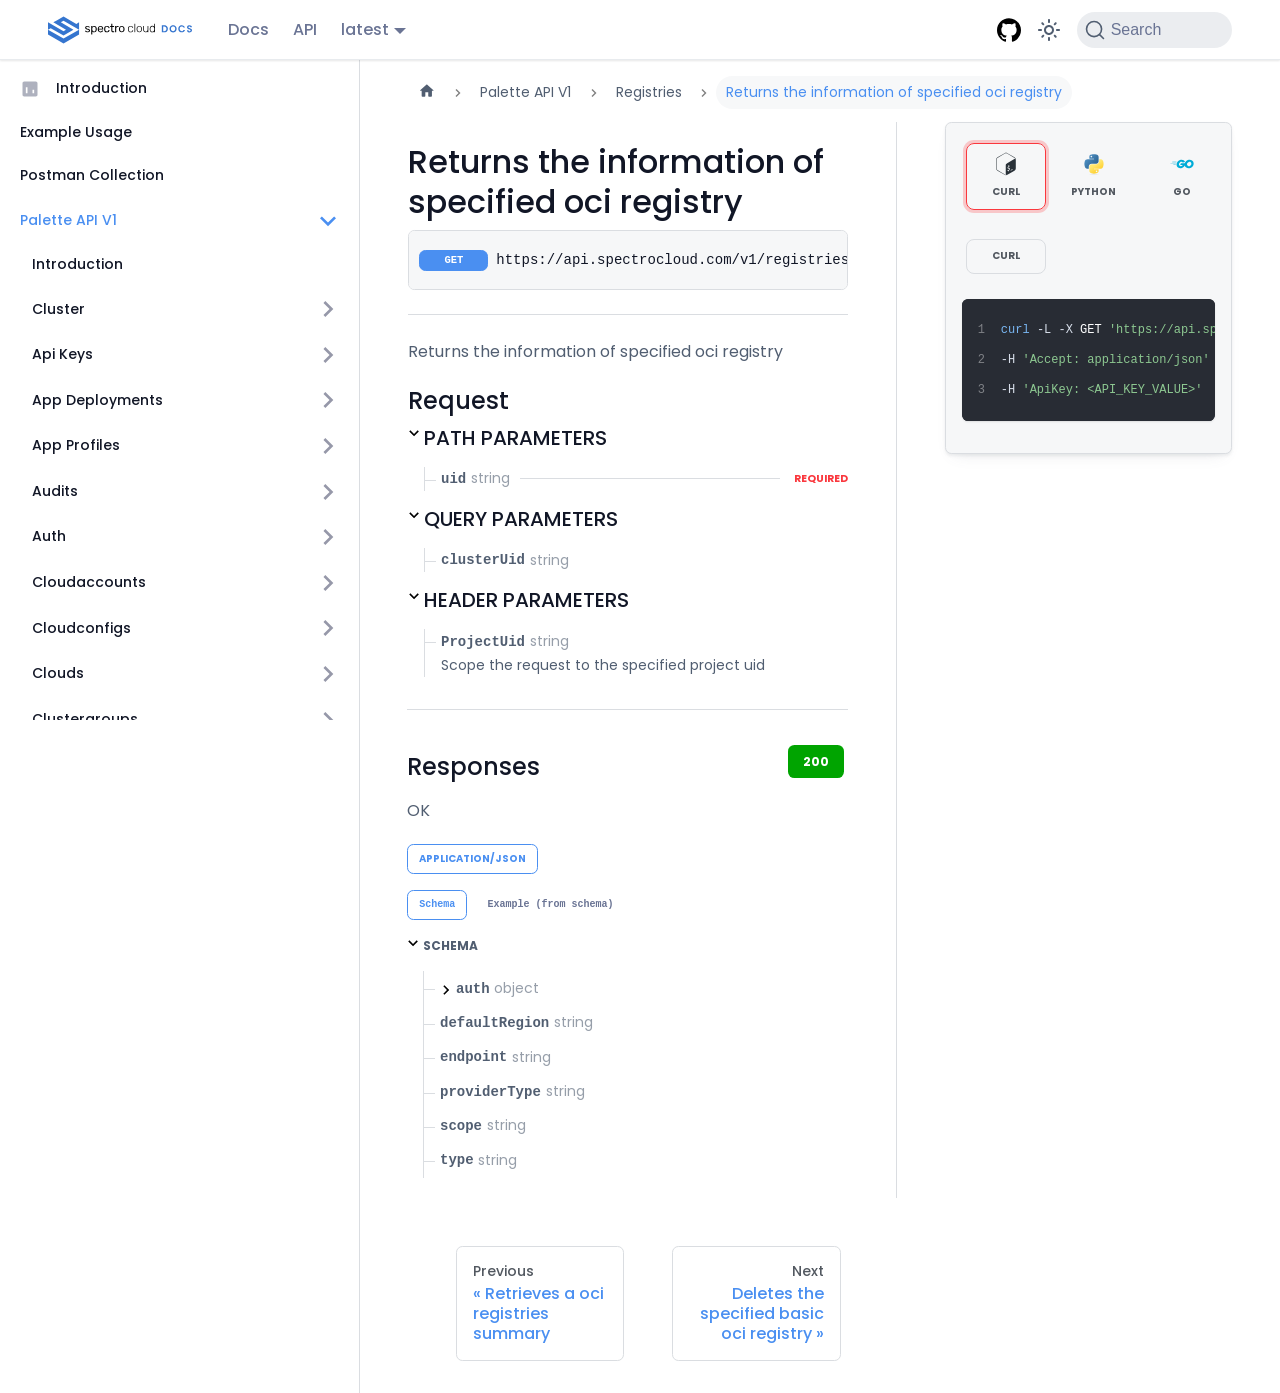 spectro cloud DOCS
Docs
API
latest
Search
Introduction
Example Usage
Postman Collection
Palette API V1
Introduction
Cluster
Api Keys
App Deployments
App Profiles
Audits
Auth
Cloudaccounts
Cloudconfigs
Clouds
Clustergroups
Palette API V1
Registries
Returns the information of specified oci registry
Returns the information of
specified oci registry
GET https://api.spectrocloud.com/v1/registries
Returns the information of specified oci registry
Request
PATH PARAMETERS
uid string REQUIRED
QUERY PARAMETERS
clusterUid string
HEADER PARAMETERS
ProjectUid string
Scope the request to the specified project uid
Responses
200
OK
APPLICATION/JSON
Schema Example (from schema)
SCHEMA
auth object
defaultRegion string
endpoint string
providerType string
scope string
type string
CURL
PYTHON
GO
CURL
1 curl -L -X GET 'https://api.sp
2 -H 'Accept: application/json'
3 -H 'ApiKey: <API_KEY_VALUE>'
Previous
« Retrieves a oci
registries
summary
Next
Deletes the
specified basic
oci registry »